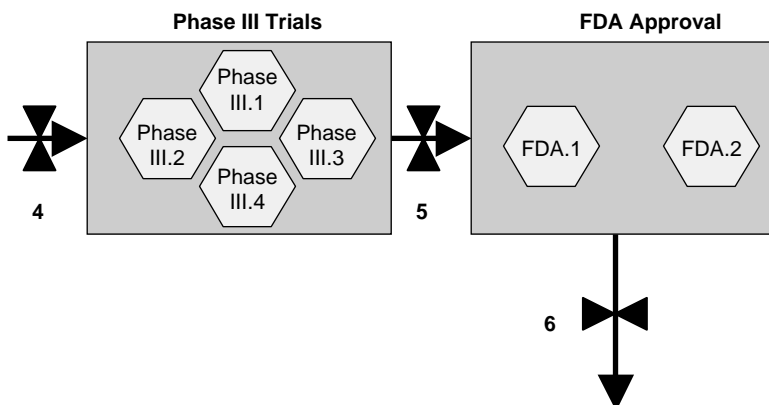 Phase III Trials
FDA Approval
Phase
III.1
Phase
III.2
Phase
III.3
Phase
III.4
FDA.1
FDA.2
4
5
6